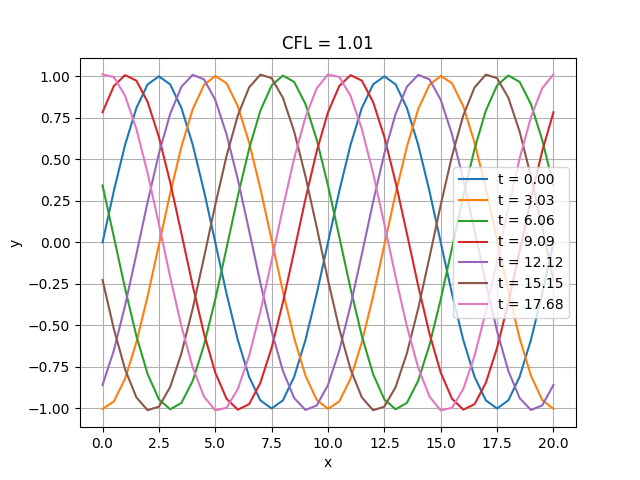 CFL = 1.01
1.00
0.75
0.50
0.25
0.00
−0.25
−0.50
−0.75
−1.00
y
t = 0.00
t = 3.03
t = 6.06
t = 9.09
t = 12.12
t = 15.15
t = 17.68
0.0 2.5 5.0 7.5 10.0 12.5 15.0 17.5 20.0
x